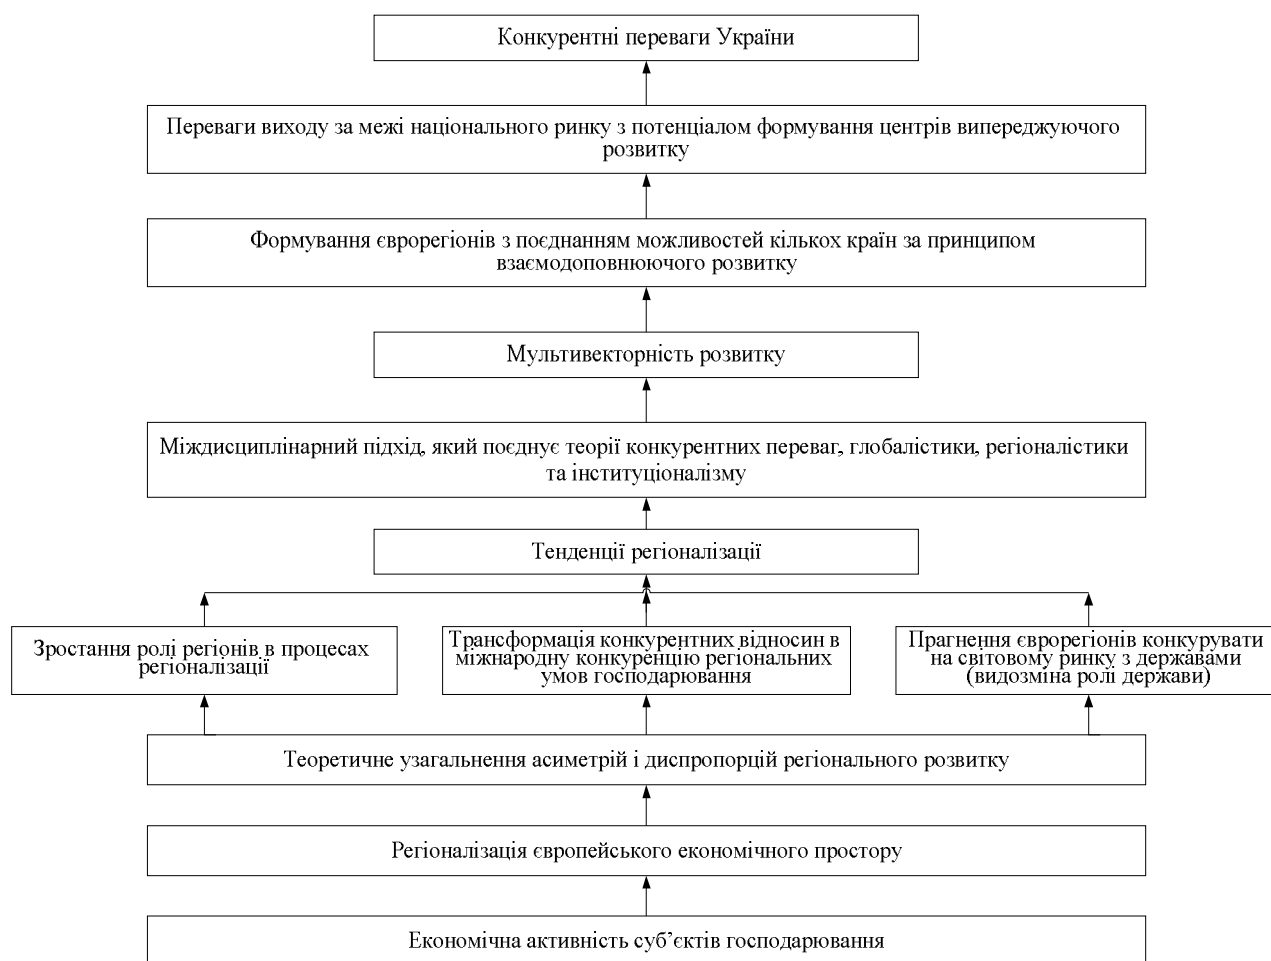 Конкурентні переваги України
Переваги виходу за межі національного ринку з потенціалом формування центрів випереджуючого
розвитку
Формування єврорегіонів з поєднанням можливостей кількох країн за принципом
взаємодоповнюючого розвитку
Мультивекторність розвитку
Міждисциплінарний підхід, який поєднує теорії конкурентних переваг, глобалістики, регіоналістики
та інституціоналізму
Тенденції регіоналізації
Зростання ролі регіонів в процесах
регіоналізації
Трансформація конкурентних відносин в
міжнародну конкуренцію регіональних
умов господарювання
Прагнення єврорегіонів конкурувати
на світовому ринку з державами
(видозміна ролі держави)
Теоретичне узагальнення асиметрій і диспропорцій регіонального розвитку
Регіоналізація європейського економічного простору
Економічна активність суб’єктів господарювання